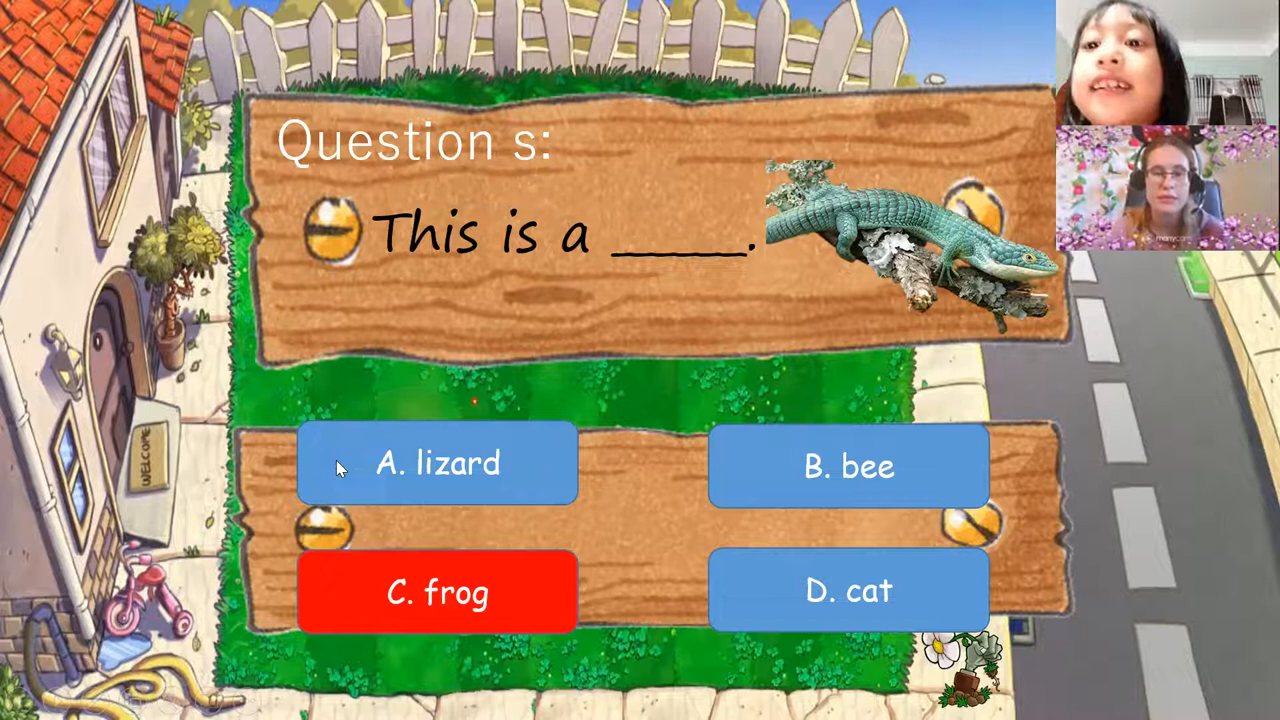 Question s:
This is a _____.
A. lizard
B. bee
C. frog
D. cat
WELCOME